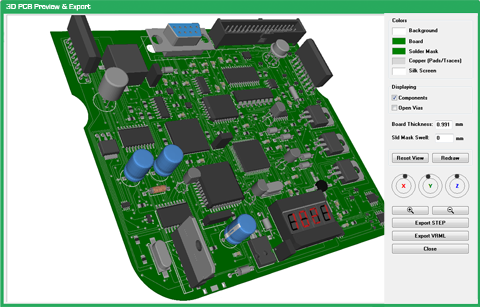 3D PCB Preview & Export
Colors
Background
Board
Solder Mask
Copper (Pads/Traces)
Silk Screen
Displaying
Components
Open Vias
Board Thickness: 0.991 mm
Sld Mask Swell: 0 mm
Reset View Redraw
X Y Z
Export STEP
Export VRML
Close